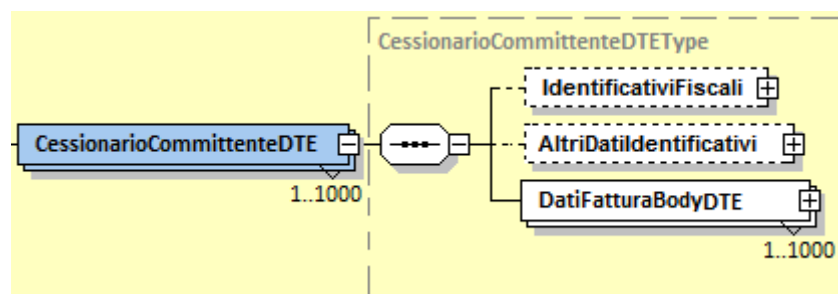 CessionarioCommittenteDTEType
IdentificativiFiscali
CessionarioCommittenteDTE
AltriDatiIdentificativi
1..1000
DatiFatturaBodyDTE
1..1000